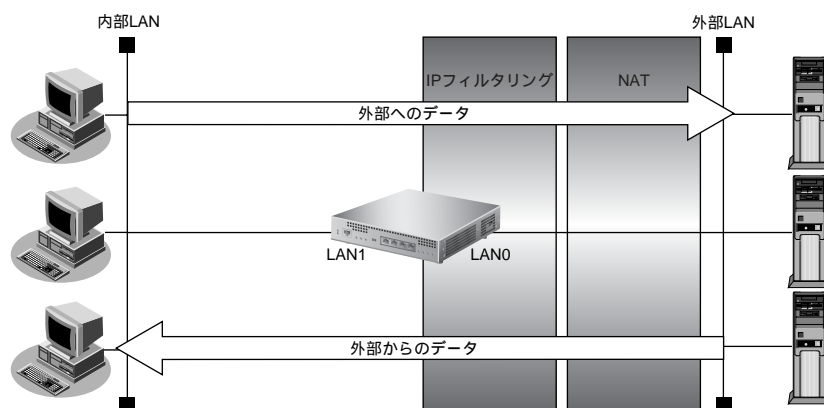 内部LAN
外部LAN
IPフィルタリング
NAT
外部へのデータ
LAN1
LAN0
外部からのデータ